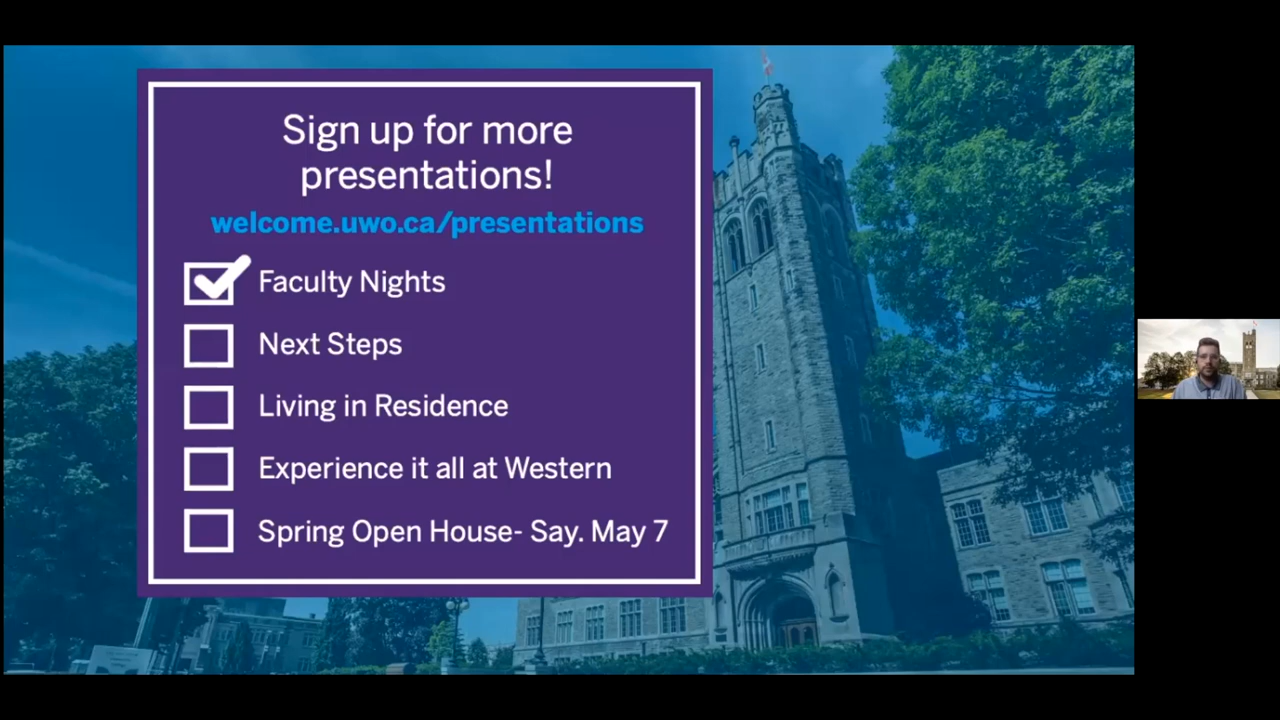 Sign up for more
presentations!
welcome.uwo.ca/presentations
Faculty Nights
Next Steps
Living in Residence
Experience it all at Western
Spring Open House- Say. May 7